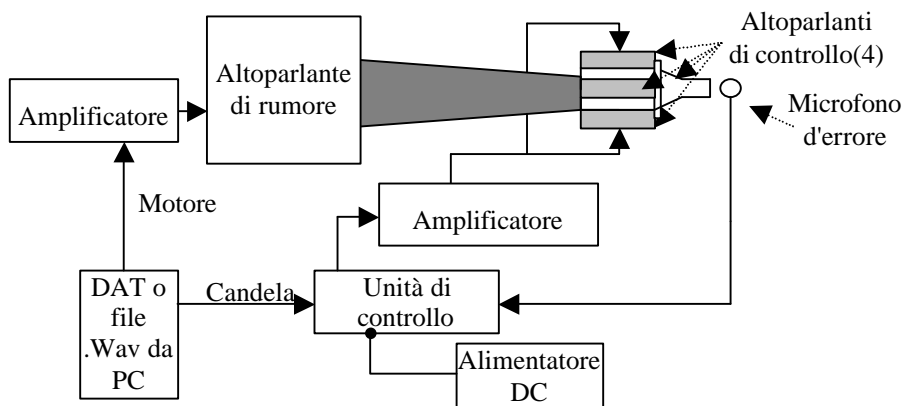 Altoparlanti
di controllo(4)
Altoparlante
di rumore
Amplificatore
Microfono
d'errore
Motore
Amplificatore
DAT o
file
.Wav da
PC
Candela
Unità di
controllo
Alimentatore
DC